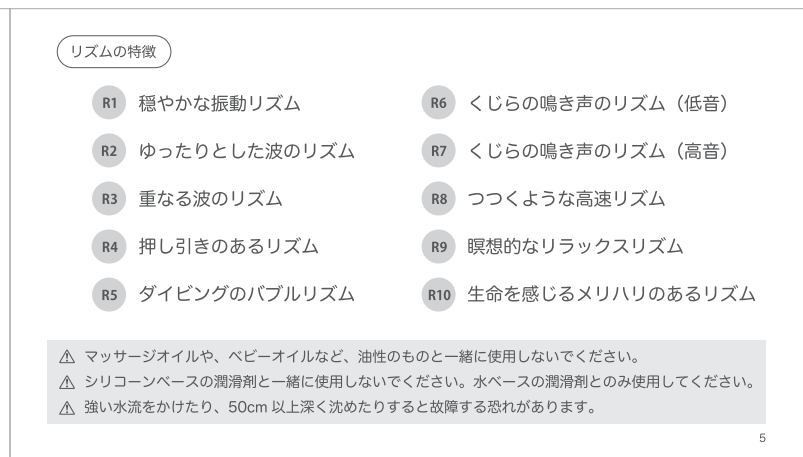 リズムの特徴
R1 穏やかな振動リズム
R2 ゆったりとした波のリズム
R3 重なる波のリズム
R4 押し引きのあるリズム
R5 ダイビングのバブルリズム
R6 くじらの鳴き声のリズム（低音）
R7 くじらの鳴き声のリズム（高音）
R8 つつくような高速リズム
R9 瞑想的なリラックスリズム
R10 生命を感じるメリハリのあるリズム
マッサージオイルや、ベビーオイルなど、油性のものと一緒に使用しないでください。
シリコーンベースの潤滑剤と一緒に使用しないでください。水ベースの潤滑剤とのみ使用してください。
強い水流をかけたり、50cm 以上深く沈めたりすると故障する恐れがあります。
5